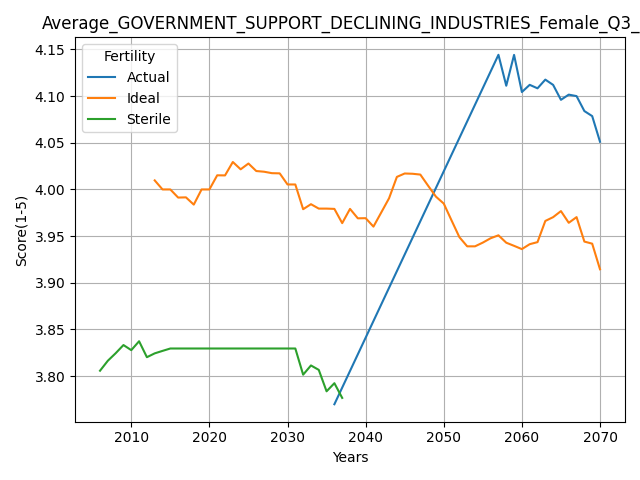 Average_GOVERNMENT_SUPPORT_DECLINING_INDUSTRIES_Female_Q3_
Fertility
Actual
Ideal
Sterile
Score(1-5)
4.15
4.10
4.05
4.00
3.95
3.90
3.85
3.80
2010 2020 2030 2040 2050 2060 2070
Years